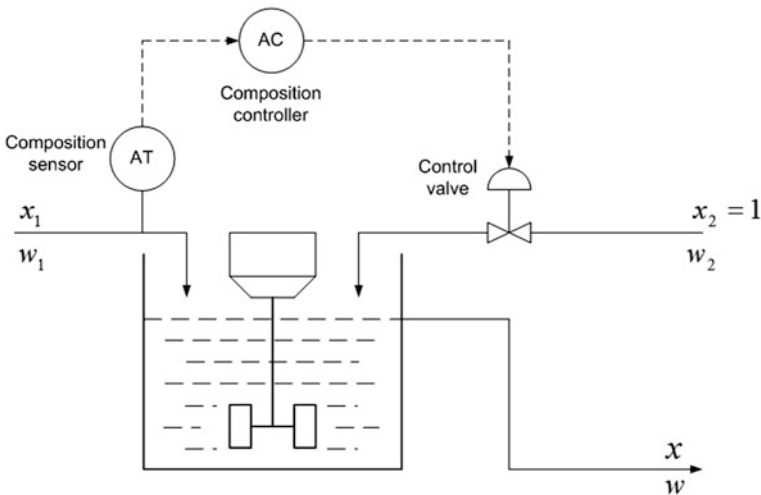 AC
Composition
controller
Composition
sensor
AT
Control
valve
x₁
w₁
x₂ = 1
w₂
x
w